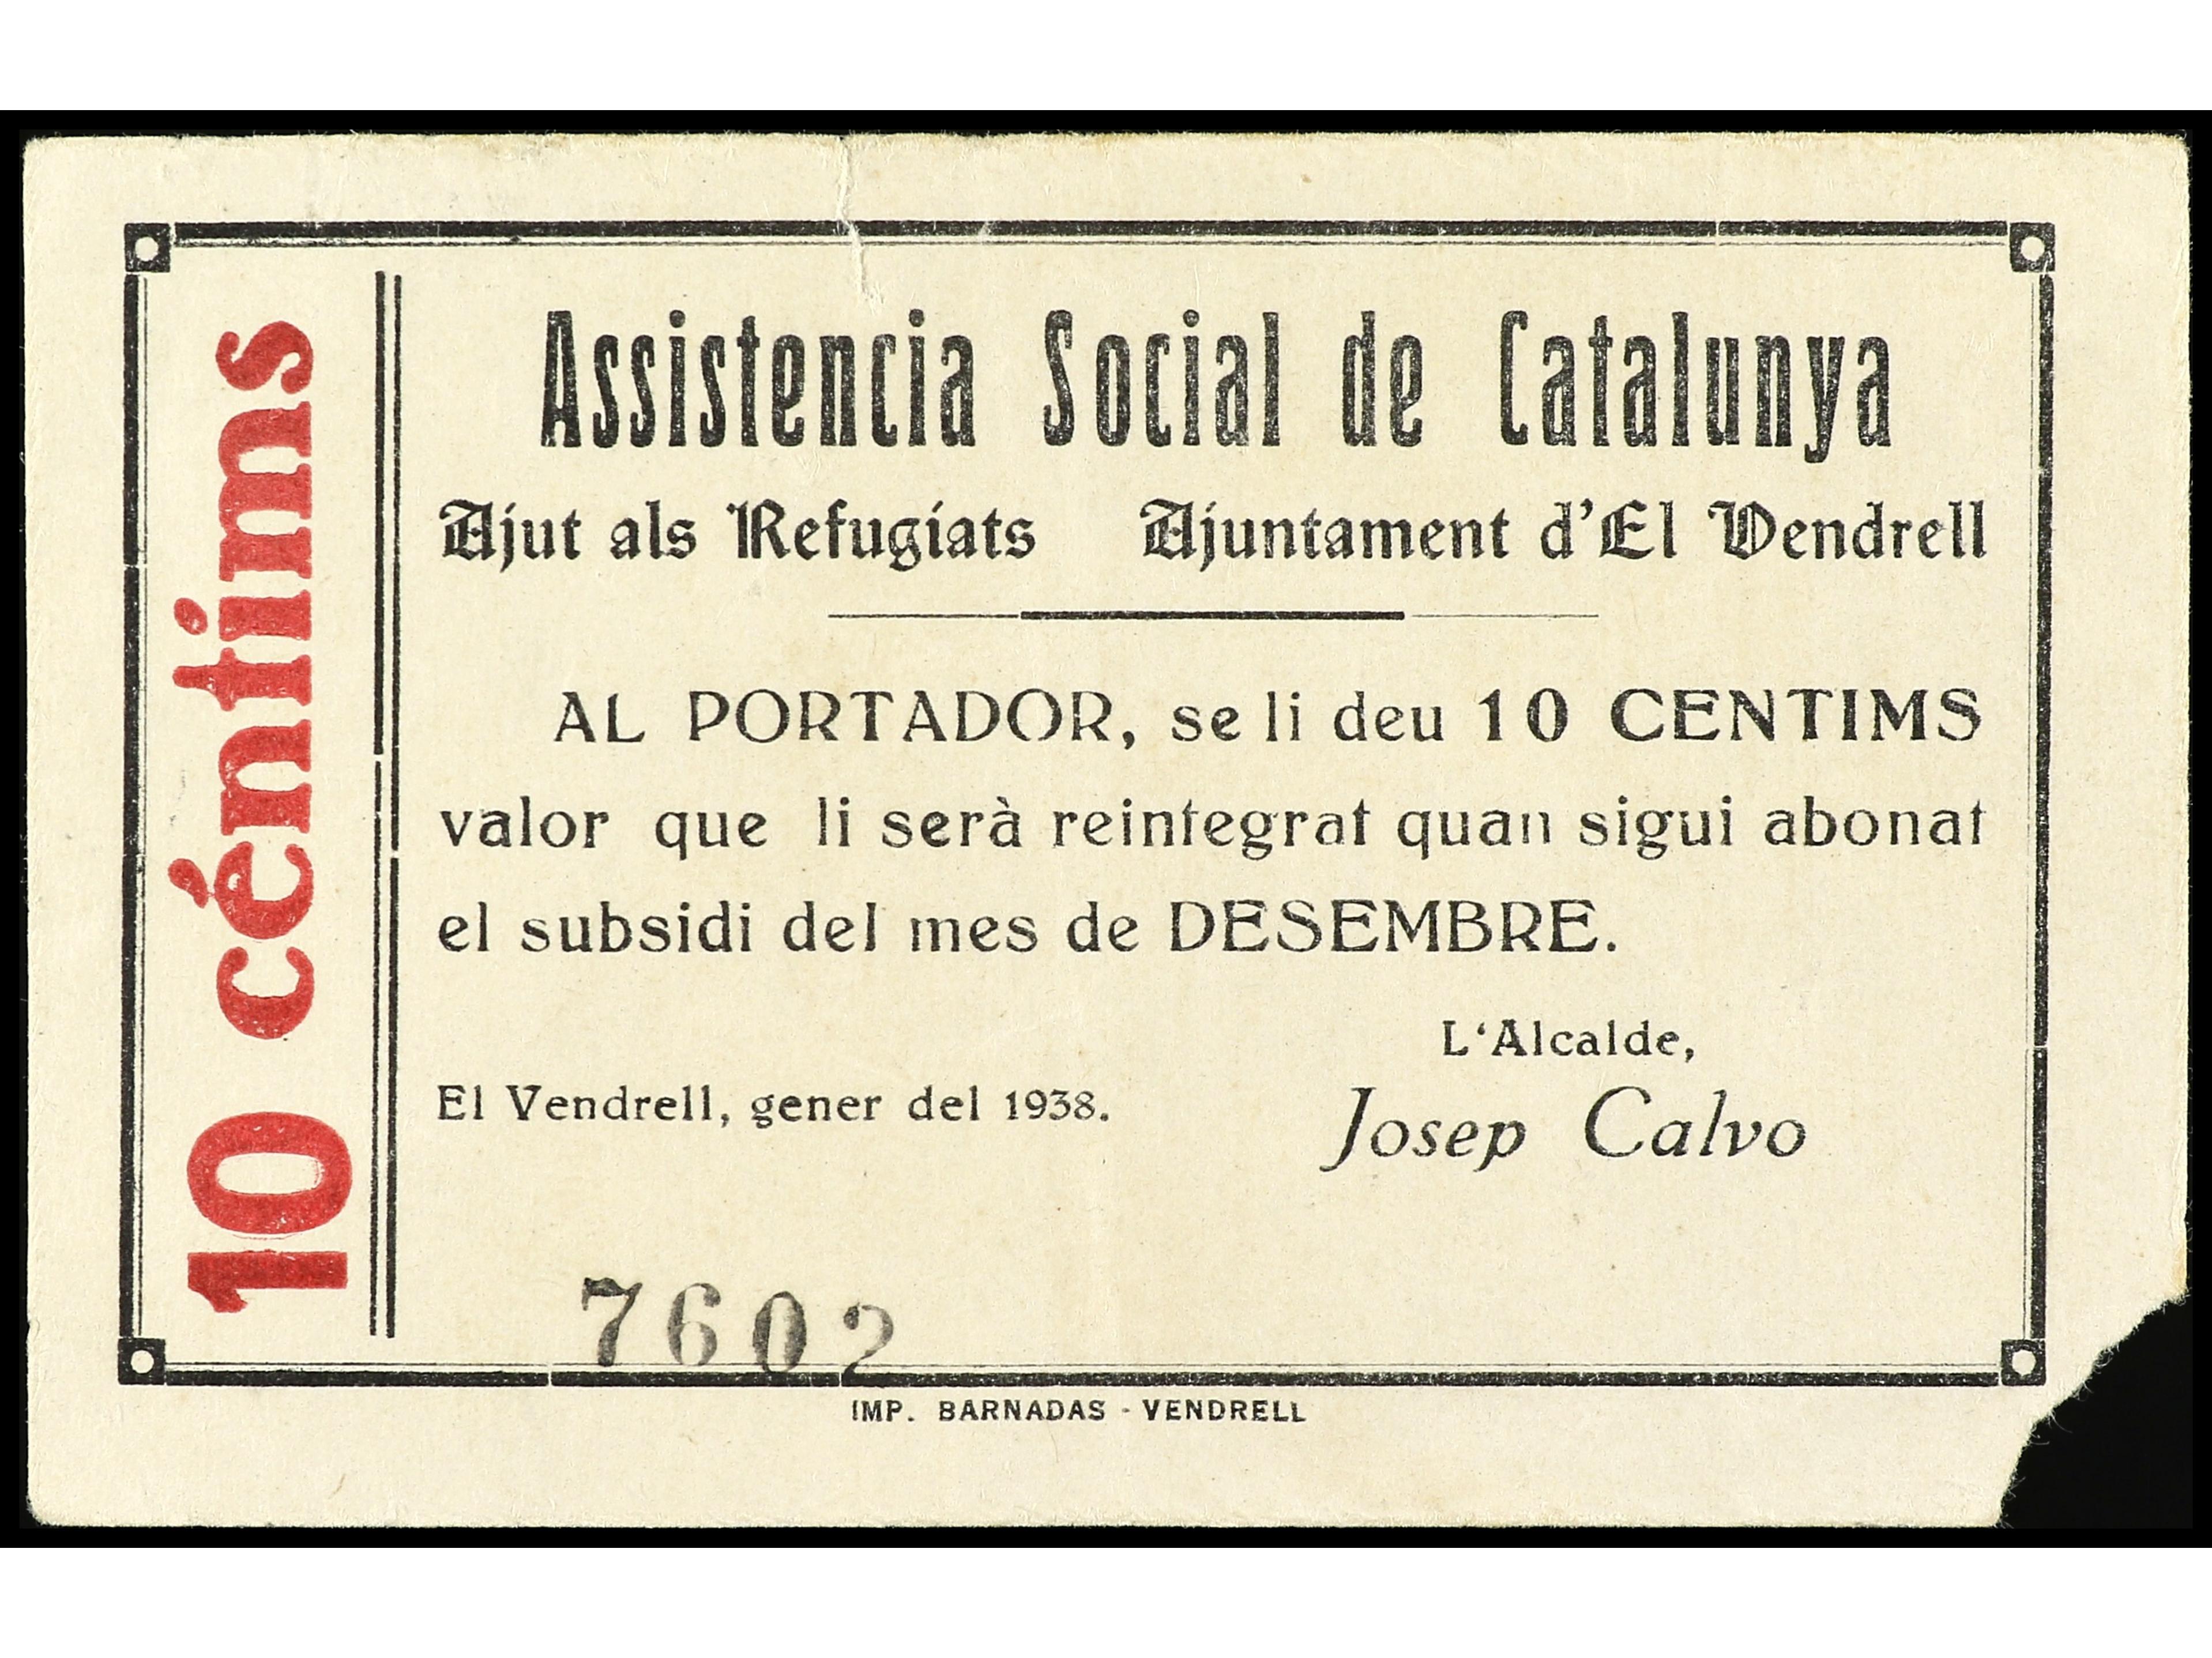 10 céntims
Assistencia Social de Catalunya
Ajut als Refugiats Ajuntament d'El Vendrell
AL PORTADOR, se li deu 10 CENTIMS
valor que li serà reintegrat quan sigui abonat
el subsidi del mes de DESEMBRE.
L'Alcalde,
El Vendrell, gener del 1938.
Josep Calvo
7602
IMP. BARNADAS - VENDRELL